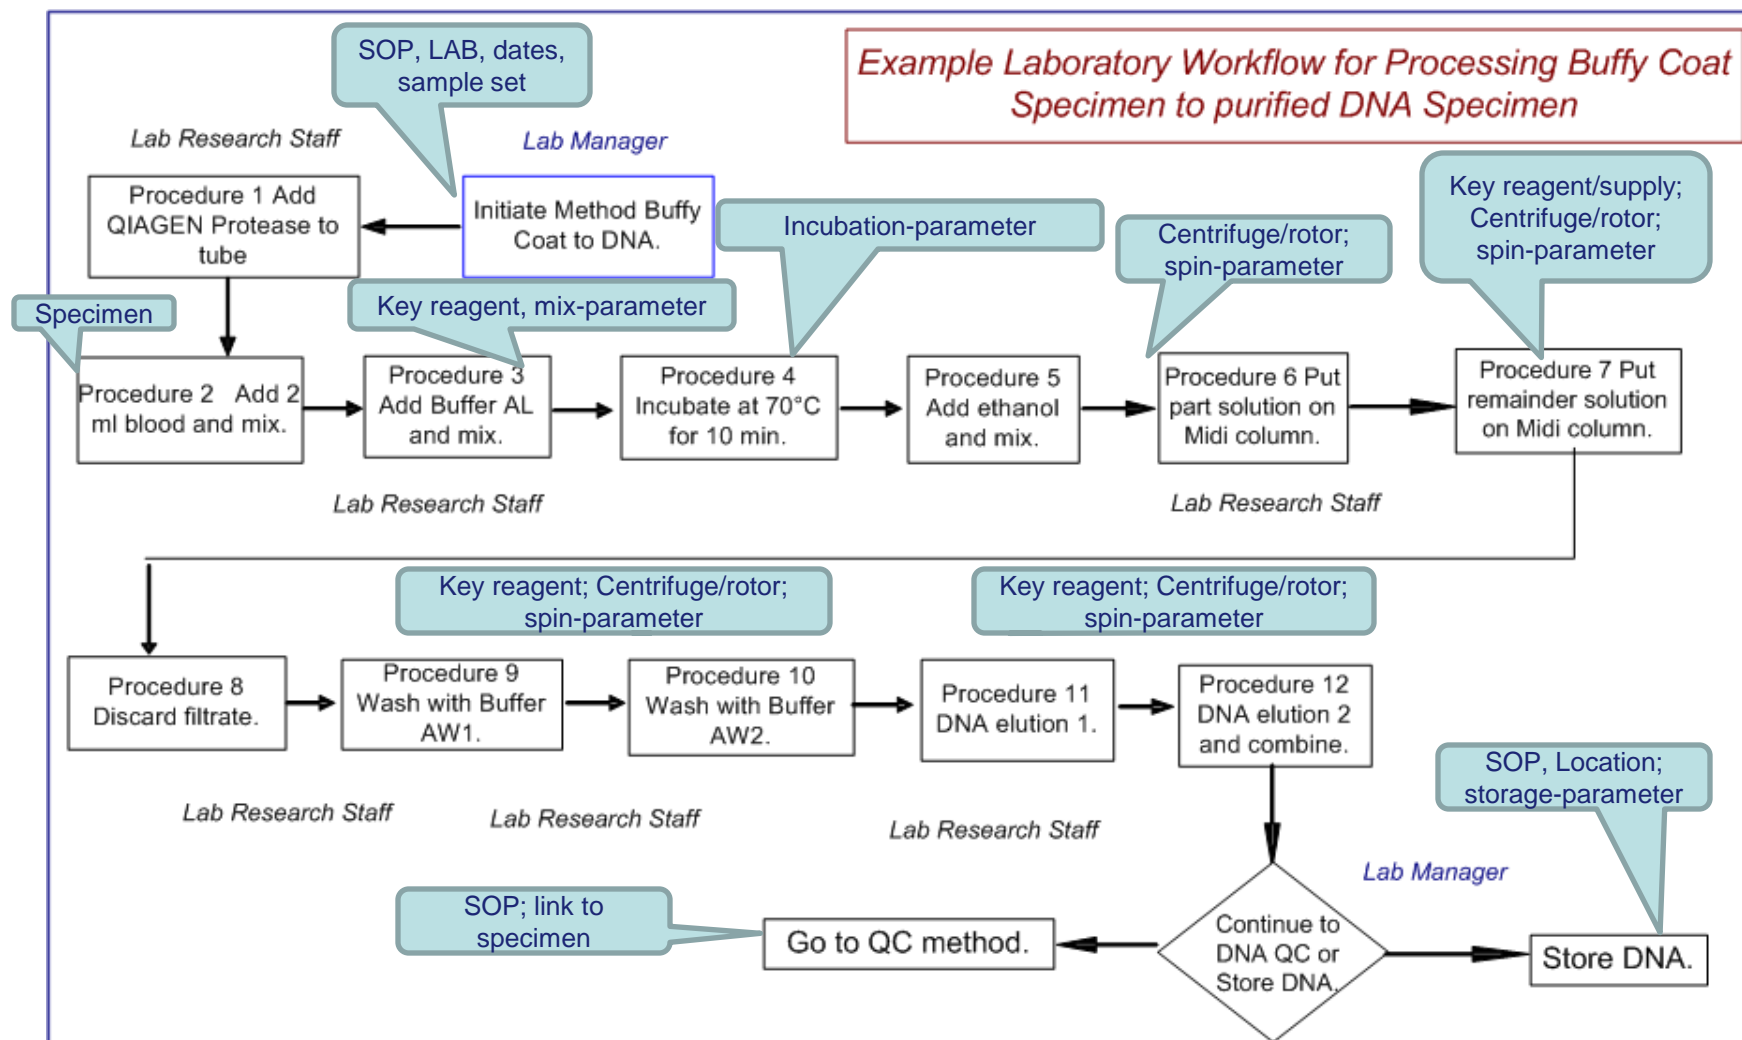 SOP, LAB, dates,
sample set
Example Laboratory Workflow for Processing Buffy Coat
Specimen to purified DNA Specimen
Lab Research Staff
Lab Manager
Procedure 1 Add
QIAGEN Protease to
tube
Initiate Method Buffy
Coat to DNA.
Incubation-parameter
Centrifuge/rotor;
spin-parameter
Key reagent/supply;
Centrifuge/rotor;
spin-parameter
Specimen
Key reagent, mix-parameter
Procedure 2 Add 2
ml blood and mix.
Procedure 3
Add Buffer AL
and mix.
Procedure 4
Incubate at 70°C
for 10 min.
Procedure 5
Add ethanol
and mix.
Procedure 6 Put
part solution on
Midi column.
Procedure 7 Put
remainder solution
on Midi column.
Lab Research Staff
Lab Research Staff
Key reagent; Centrifuge/rotor;
spin-parameter
Key reagent; Centrifuge/rotor;
spin-parameter
Procedure 8
Discard filtrate.
Procedure 9
Wash with Buffer
AW1.
Procedure 10
Wash with Buffer
AW2.
Procedure 11
DNA elution 1.
Procedure 12
DNA elution 2
and combine.
Lab Research Staff
Lab Research Staff
Lab Research Staff
SOP, Location;
storage-parameter
Lab Manager
SOP; link to
specimen
Go to QC method.
Continue to
DNA QC or
Store DNA.
Store DNA.